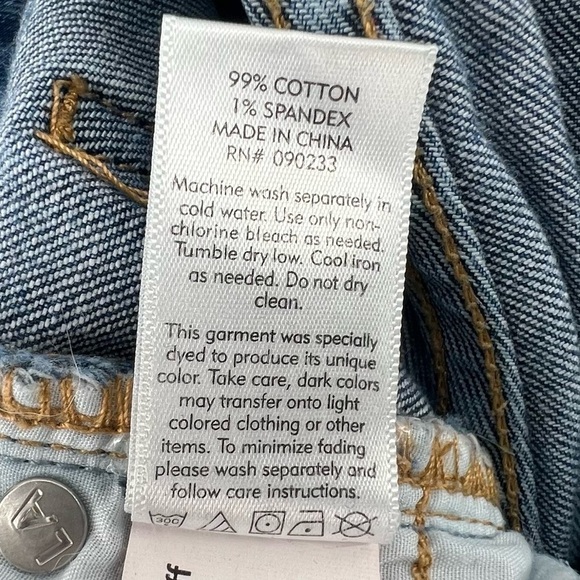 99% COTTON
1% SPANDEX
MADE IN CHINA
RN# 090233
Machine wash separately in
cold water. Use only non-
chlorine bleach as needed.
Tumble dry low. Cool iron
as needed. Do not dry
clean.
This garment was specially
dyed to produce its unique
color. Take care, dark colors
may transfer onto light
colored clothing or other
items. To minimize fading
please wash separately and
follow care instructions.
30C